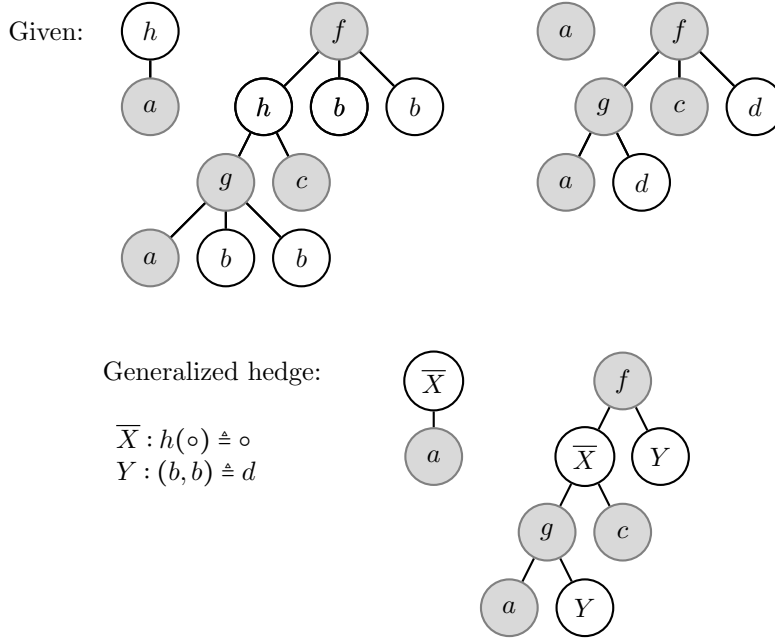 Given: h f a f
a h b b g c d
g c a d
a b b
Generalized hedge: X̅ f
X̅ : h(∘) ≜ ∘ a X̅ Y
Y : (b, b) ≜ d
g c
a Y